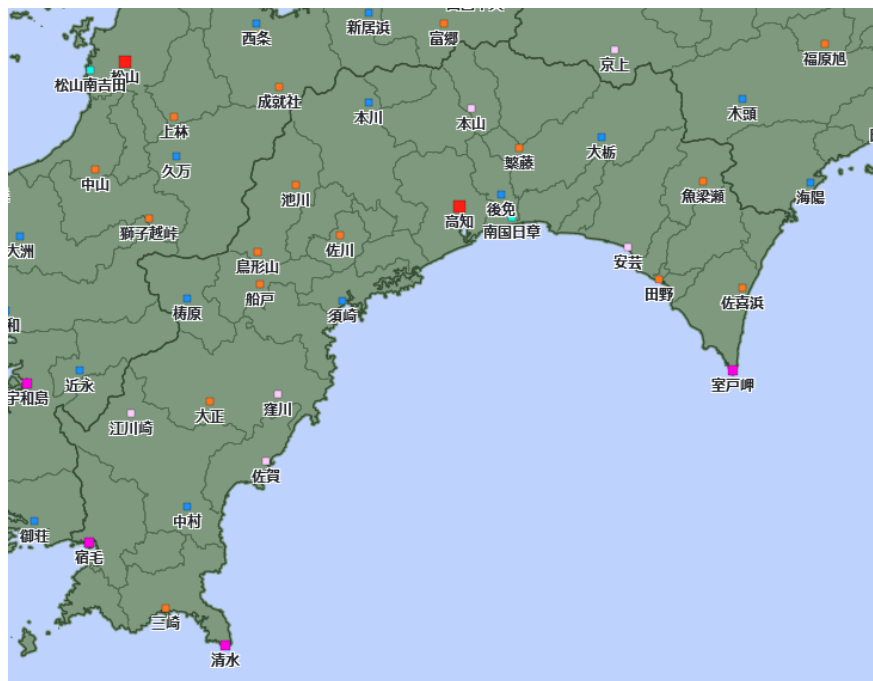 西条
新居浜
富郷
京上
福原旭
松山
松山南吉田
成就社
本川
本山
木頭
上林
久万
繁藤
大栃
中山
池川
魚梁瀬
海陽
獅子越峠
高知
後免
南国日章
大洲
佐川
鳥形山
安芸
船戸
田野
佐喜浜
梼原
須崎
和
近永
宇和島
室戸岬
江川崎
大正
窪川
佐賀
御荘
中村
宿毛
三崎
清水